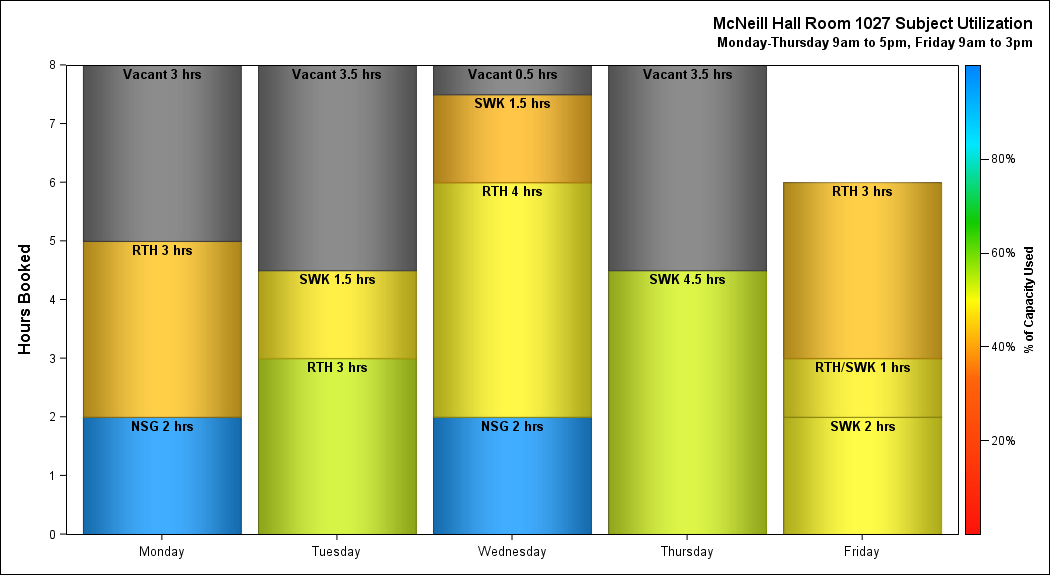 McNeill Hall Room 1027 Subject Utilization
Monday-Thursday 9am to 5pm, Friday 9am to 3pm
Hours Booked
8
7
6
5
4
3
2
1
0
Vacant 3 hrs
RTH 3 hrs
NSG 2 hrs
Vacant 3.5 hrs
SWK 1.5 hrs
RTH 3 hrs
Vacant 0.5 hrs
SWK 1.5 hrs
RTH 4 hrs
NSG 2 hrs
Vacant 3.5 hrs
SWK 4.5 hrs
RTH 3 hrs
RTH/SWK 1 hrs
SWK 2 hrs
Monday
Tuesday
Wednesday
Thursday
Friday
80%
60%
40%
20%
% of Capacity Used